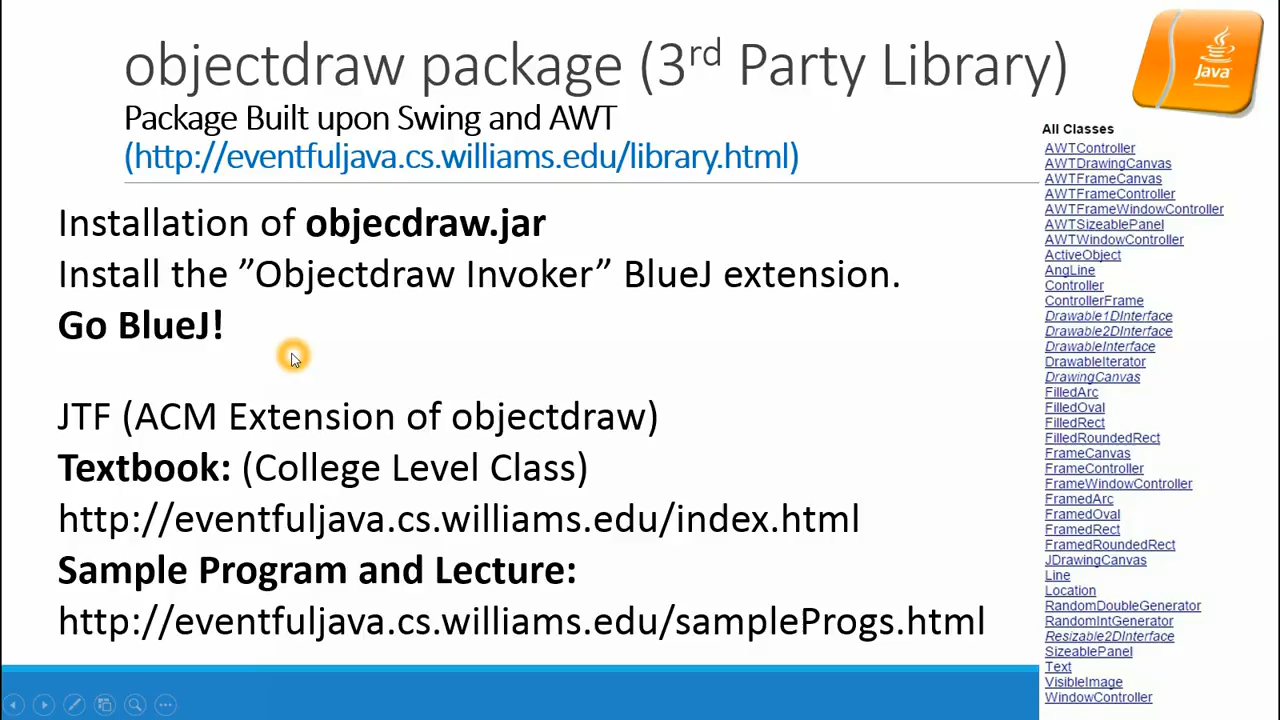 objectdraw package (3rd Party Library)
Package Built upon Swing and AWT
(http://eventfuljava.cs.williams.edu/library.html)
Java
Installation of objecdraw.jar
Install the ”Objectdraw Invoker” BlueJ extension.
Go BlueJ!
JTF (ACM Extension of objectdraw)
Textbook: (College Level Class)
http://eventfuljava.cs.williams.edu/index.html
Sample Program and Lecture:
http://eventfuljava.cs.williams.edu/sampleProgs.html
All Classes
AWTController
AWTDrawingCanvas
AWTFrameCanvas
AWTFrameController
AWTFrameWindowController
AWTSizeablePanel
AWTWindowController
ActiveObject
AngLine
Controller
ControllerFrame
Drawable1DInterface
Drawable2DInterface
DrawableInterface
DrawableIterator
DrawingCanvas
FilledArc
FilledOval
FilledRect
FilledRoundedRect
FrameCanvas
FrameController
FrameWindowController
FramedArc
FramedOval
FramedRect
FramedRoundedRect
JDrawingCanvas
Line
Location
RandomDoubleGenerator
RandomIntGenerator
Resizable2DInterface
SizeablePanel
Text
VisibleImage
WindowController